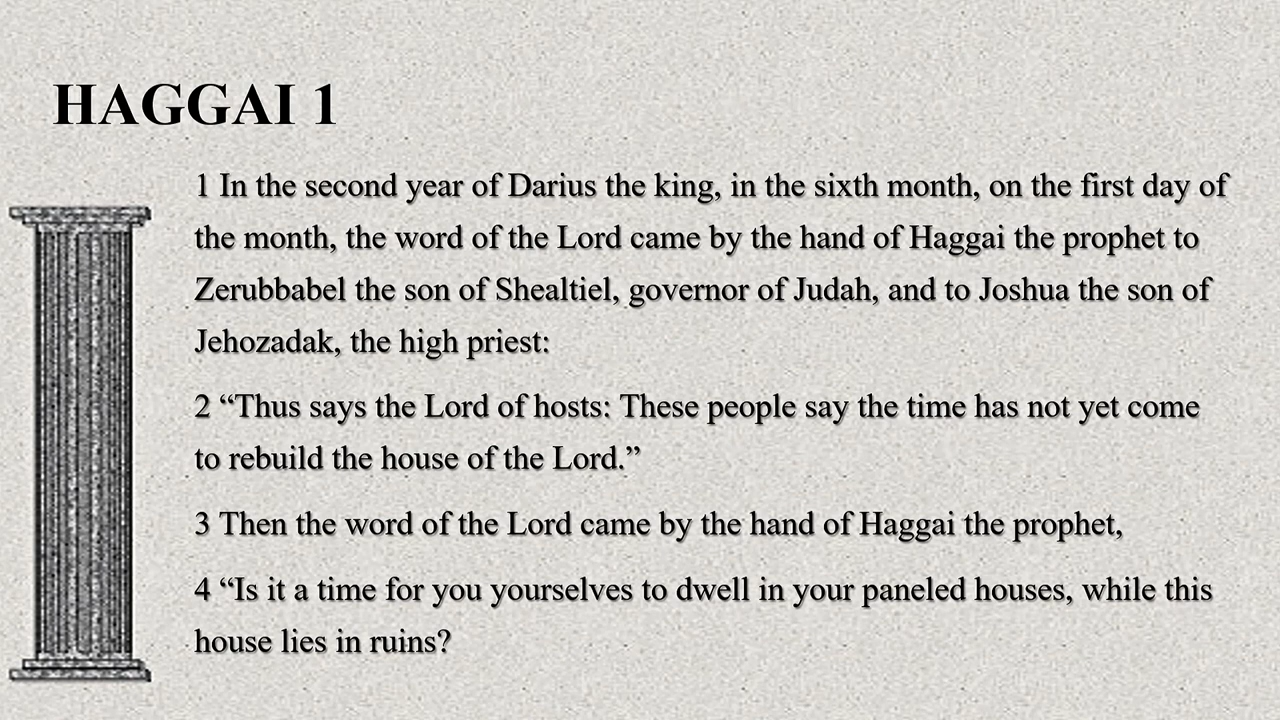 HAGGAI 1
1 In the second year of Darius the king, in the sixth month, on the first day of
the month, the word of the Lord came by the hand of Haggai the prophet to
Zerubbabel the son of Shealtiel, governor of Judah, and to Joshua the son of
Jehozadak, the high priest:
2 “Thus says the Lord of hosts: These people say the time has not yet come
to rebuild the house of the Lord.”
3 Then the word of the Lord came by the hand of Haggai the prophet,
4 “Is it a time for you yourselves to dwell in your paneled houses, while this
house lies in ruins?